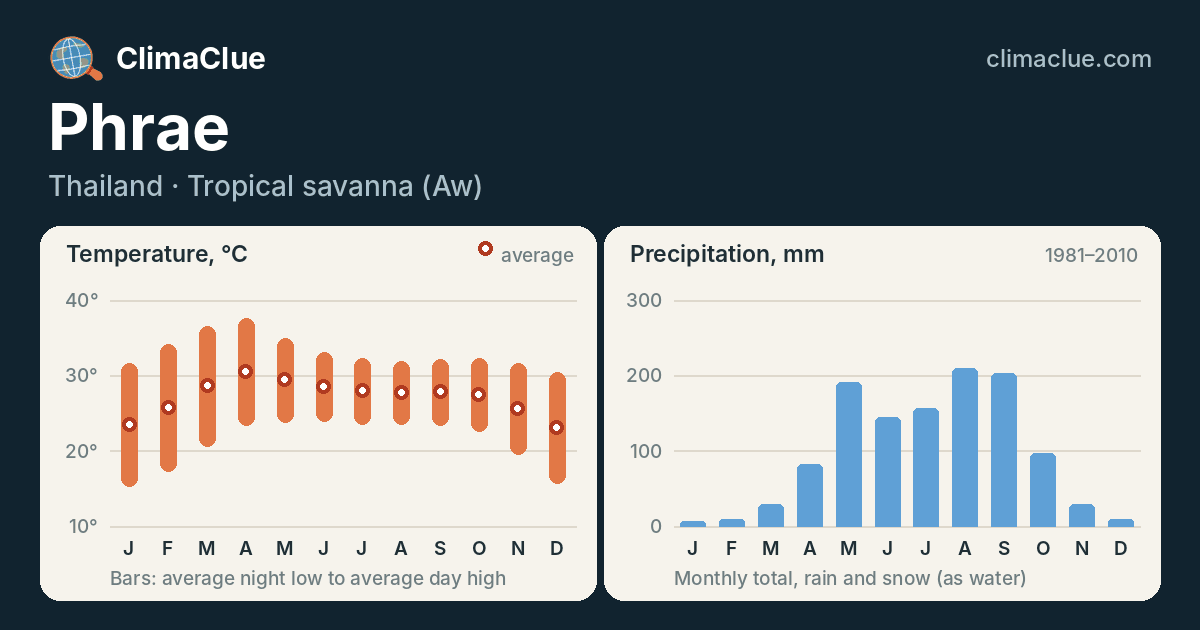 ClimaClue
climaclue.com
Phrae
Thailand · Tropical savanna (Aw)
Temperature, °C
average
40°
30°
20°
10°
J F M A M J J A S O N D
Bars: average night low to average day high
Precipitation, mm
1981–2010
300
200
100
0
J F M A M J J A S O N D
Monthly total, rain and snow (as water)